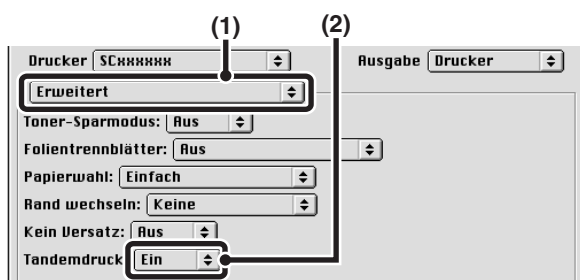 (1) (2)
Drucker SCxxxxxx Ausgabe Drucker
Erweitert
Toner-Sparmodus: Aus
Folientrennblätter: Aus
Papierwahl: Einfach
Rand wechseln: Keine
Kein Versatz: Aus
Tandemdruck Ein